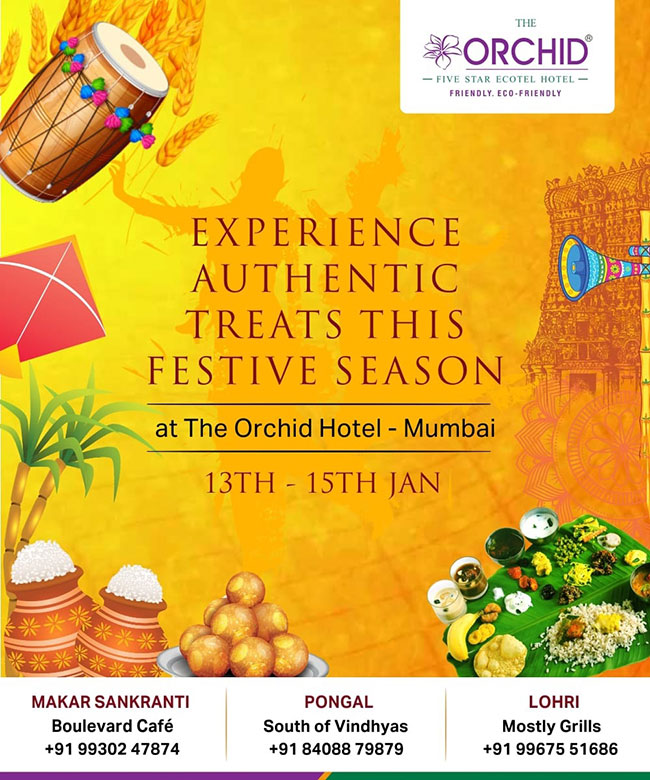 THE
ORCHID®
FIVE STAR ECOTEL HOTEL
FRIENDLY. ECO-FRIENDLY
EXPERIENCE
AUTHENTIC
TREATS THIS
FESTIVE SEASON
at The Orchid Hotel - Mumbai
13TH - 15TH JAN
MAKAR SANKRANTI
Boulevard Café
+91 99302 47874
PONGAL
South of Vindhyas
+91 84088 79879
LOHRI
Mostly Grills
+91 99675 51686